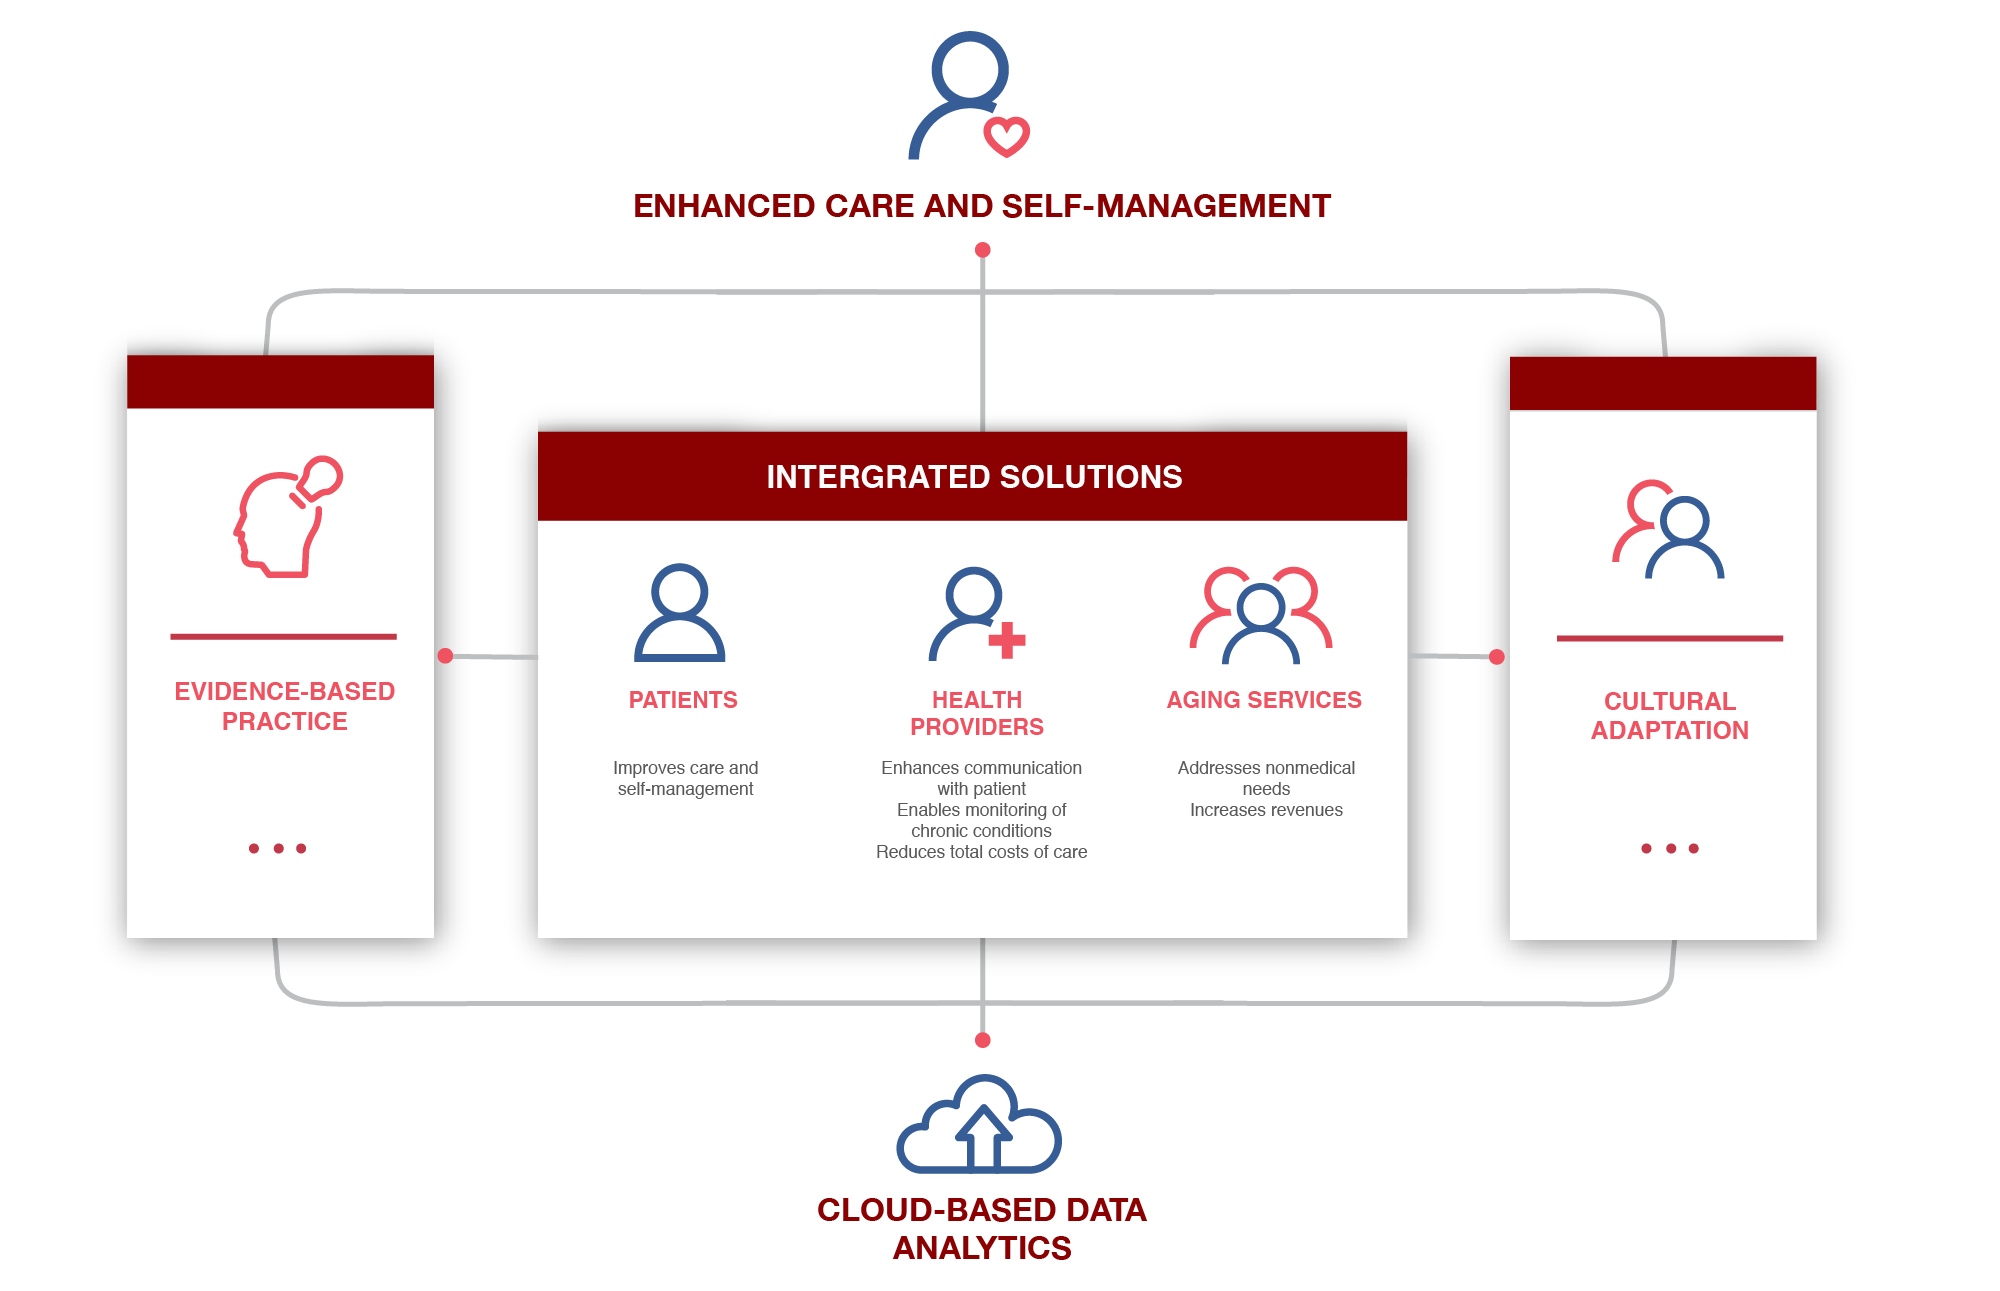 ENHANCED CARE AND SELF-MANAGEMENT
EVIDENCE-BASED
PRACTICE
INTERGRATED SOLUTIONS
PATIENTS
Improves care and
self-management
HEALTH
PROVIDERS
Enhances communication
with patient
Enables monitoring of
chronic conditions
Reduces total costs of care
AGING SERVICES
Addresses nonmedical
needs
Increases revenues
CULTURAL
ADAPTATION
CLOUD-BASED DATA
ANALYTICS